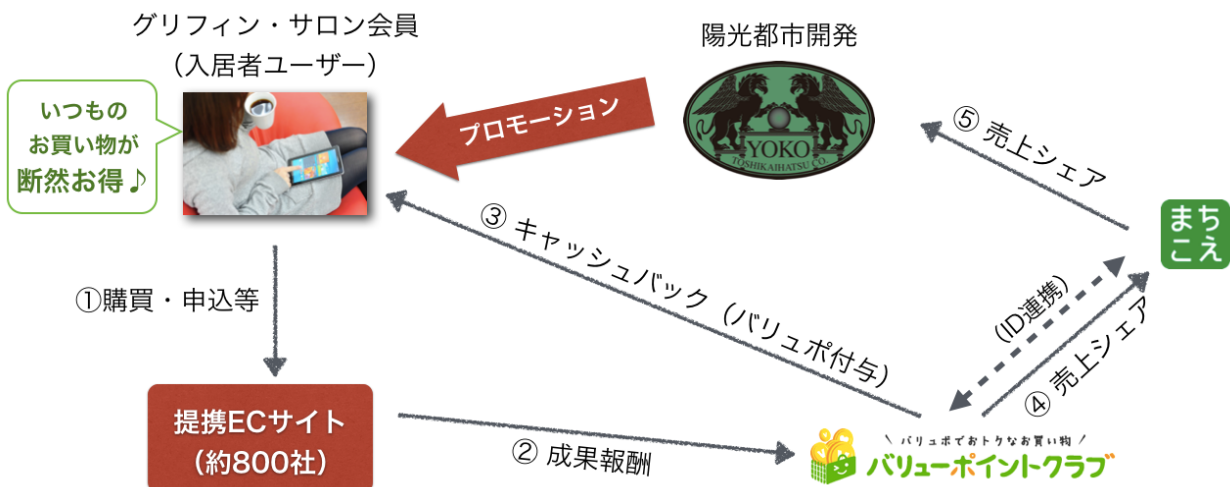 グリフィン・サロン会員
(入居者ユーザー)
陽光都市開発
いつもの
お買い物が
断然お得♪
プロモーション
YOKO
TOSHIKAIHATSU CO.
⑤ 売上シェア
まち
こえ
③ キャッシュバック(バリュポ付与)
①購買・申込等
(ID連携)
④ 売上シェア
提携ECサイト
(約800社)
② 成果報酬
\ バリュポでおトクなお買い物 /
バリューポイントクラブ